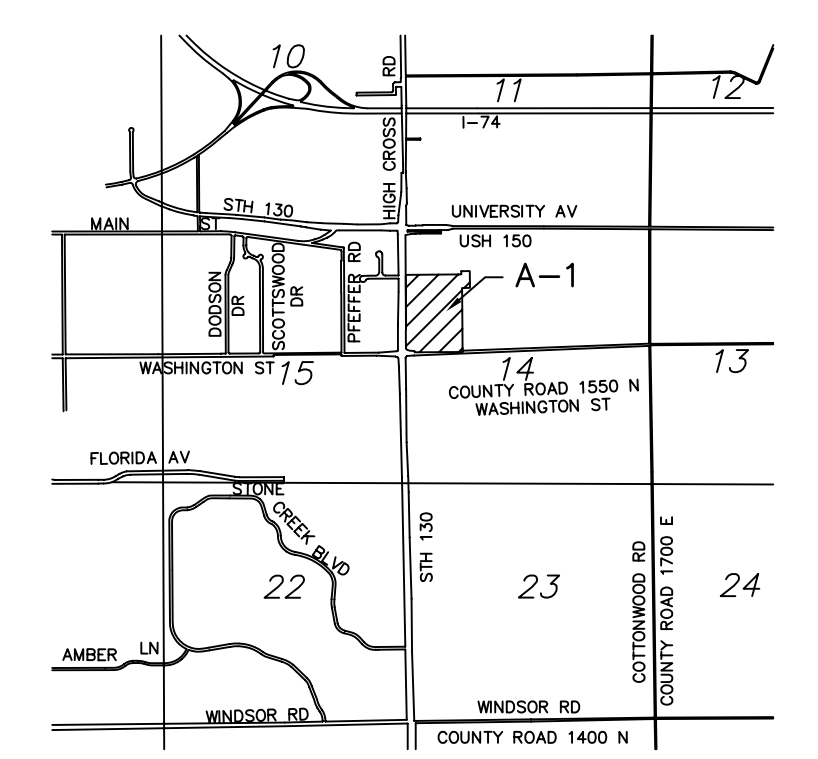 10
RD
11
12
I-74
HIGH CROSS
STH 130
UNIVERSITY AV
MAIN
ST
USH 150
DODSON
DR
SCOTTSWOOD
DR
PFEFFER RD
A-1
WASHINGTON ST
15
14
13
COUNTY ROAD 1550 N
WASHINGTON ST
FLORIDA AV
STONE
CREEK BLVD
STH 130
22
23
24
COTTONWOOD RD
COUNTY ROAD 1700 E
AMBER
LN
WINDSOR RD
WINDSOR RD
COUNTY ROAD 1400 N